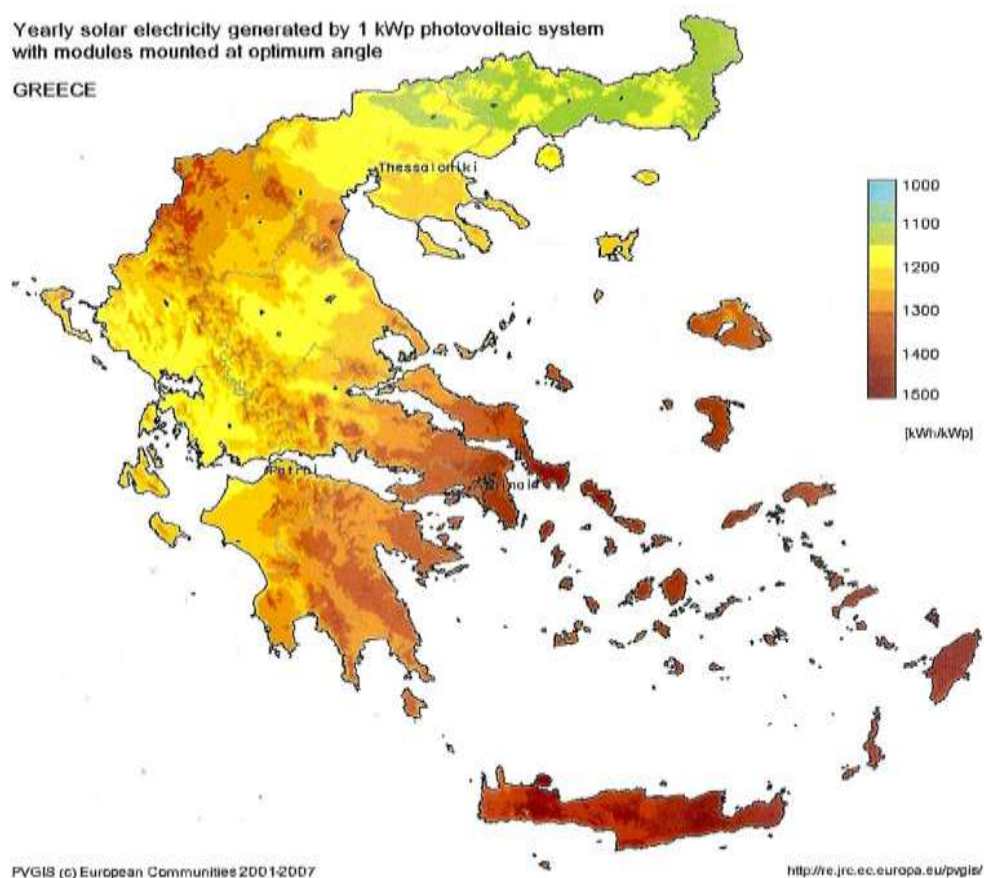 Yearly solar electricity generated by 1 kWp photovoltaic system
with modules mounted at optimum angle
GREECE
Thessaloniki
1000
1100
1200
1300
1400
1500
[kWh/kWp]
PVGIS (c) European Communities 2001-2007
http://re.jrc.ec.europa.eu/pvgis/